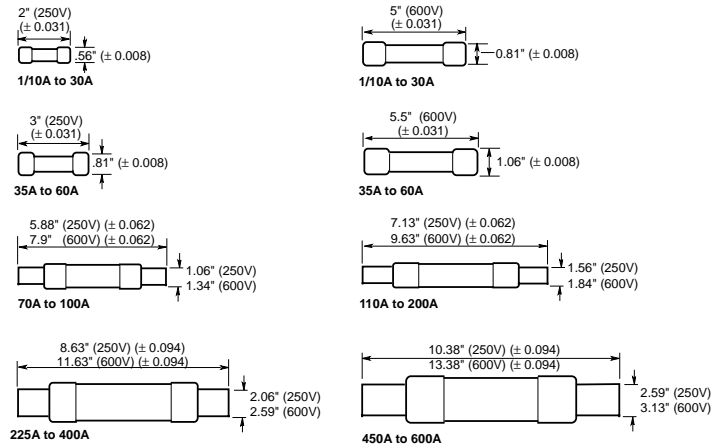 2" (250V)
(± 0.031)
.56" (± 0.008)
1/10A to 30A
5" (600V)
(± 0.031)
0.81" (± 0.008)
1/10A to 30A
3" (250V)
(± 0.031)
.81" (± 0.008)
35A to 60A
5.5" (600V)
(± 0.031)
1.06" (± 0.008)
35A to 60A
5.88" (250V) (± 0.062)
7.9" (600V) (± 0.062)
1.06" (250V)
1.34" (600V)
70A to 100A
7.13" (250V) (± 0.062)
9.63" (600V) (± 0.062)
1.56" (250V)
1.84" (600V)
110A to 200A
8.63" (250V) (± 0.094)
11.63" (600V) (± 0.094)
2.06" (250V)
2.59" (600V)
225A to 400A
10.38" (250V) (± 0.094)
13.38" (600V) (± 0.094)
2.59" (250V)
3.13" (600V)
450A to 600A